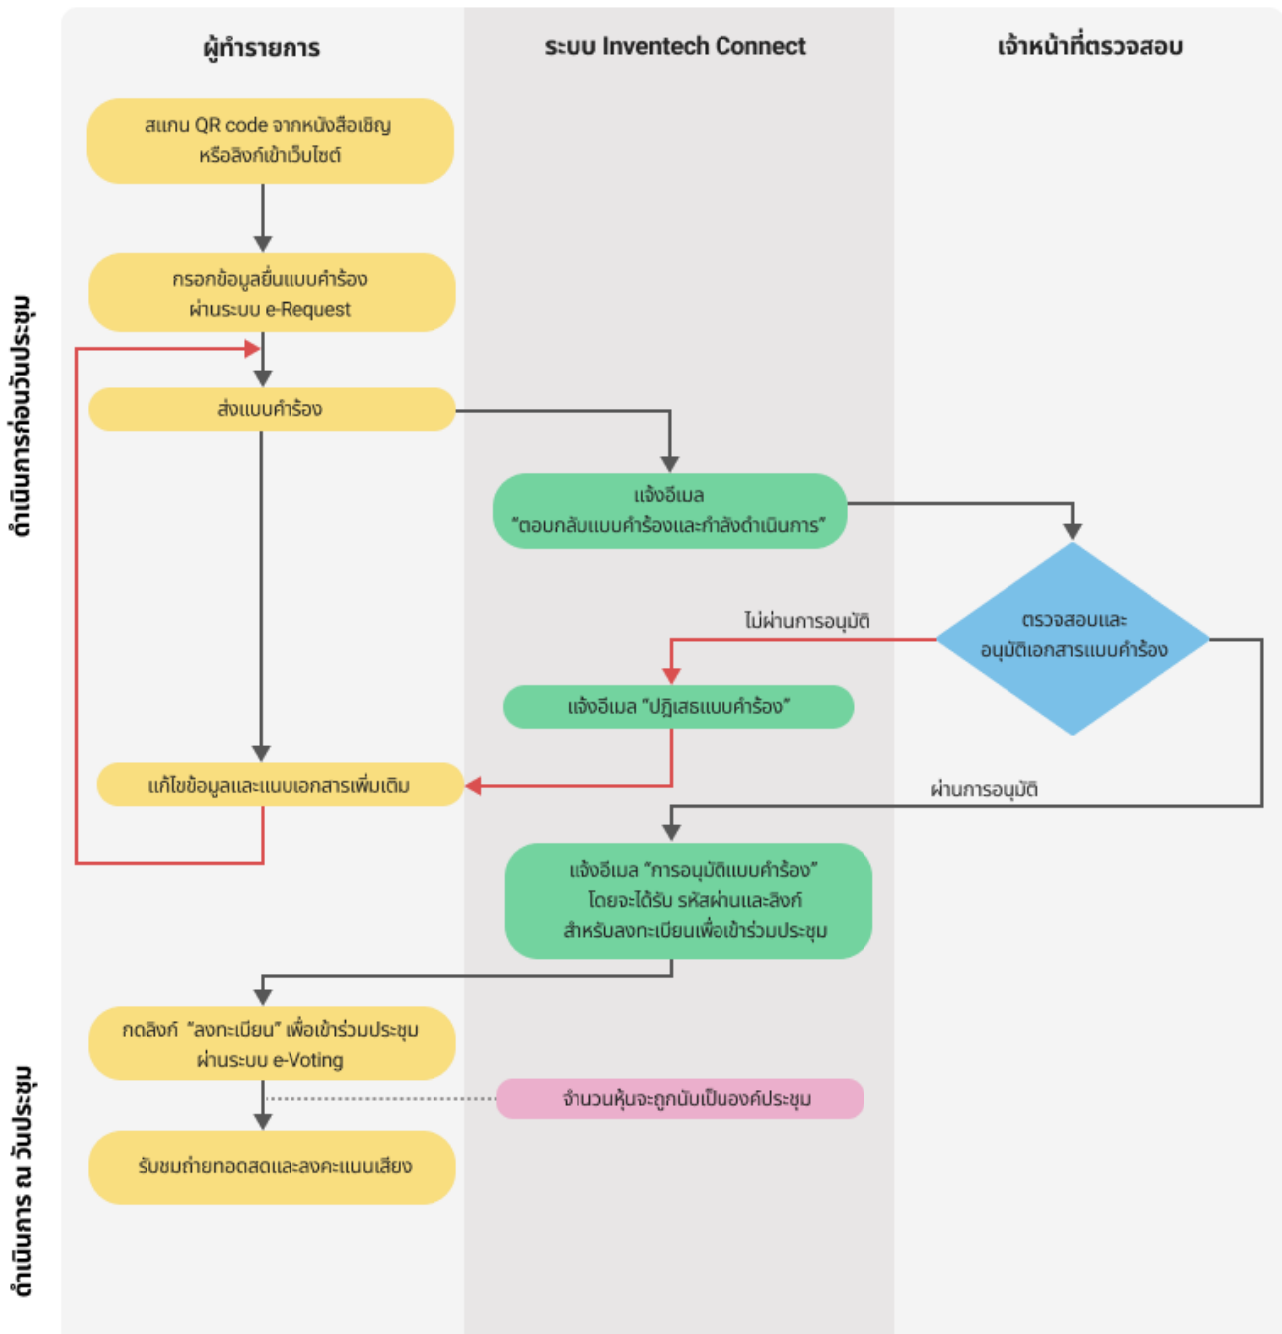 ผู้ทำรายการ
ระบบ Inventech Connect
เจ้าหน้าที่ตรวจสอบ
ดำเนินการก่อนวันประชุม
สแกน QR code จากหนังสือเชิญ
หรือลิงก์เข้าเว็บไซต์
กรอกข้อมูลยื่นแบบคำร้อง
ผ่านระบบ e-Request
ส่งแบบคำร้อง
แจ้งอีเมล
“ตอบกลับแบบคำร้องและกำลังดำเนินการ”
ตรวจสอบและ
อนุมัติเอกสารแบบคำร้อง
ไม่ผ่านการอนุมัติ
แจ้งอีเมล “ปฎิเสธแบบคำร้อง”
แก้ไขข้อมูลและแนบเอกสารเพิ่มเติม
ผ่านการอนุมัติ
แจ้งอีเมล “การอนุมัติแบบคำร้อง”
โดยจะได้รับ รหัสผ่านและลิงก์
สำหรับลงทะเบียนเพื่อเข้าร่วมประชุม
ดำเนินการ ณ วันประชุม
กดลิงก์ “ลงทะเบียน” เพื่อเข้าร่วมประชุม
ผ่านระบบ e-Voting
จำนวนหุ้นจะถูกนับเป็นองค์ประชุม
รับชมถ่ายทอดสดและลงคะแนนเสียง